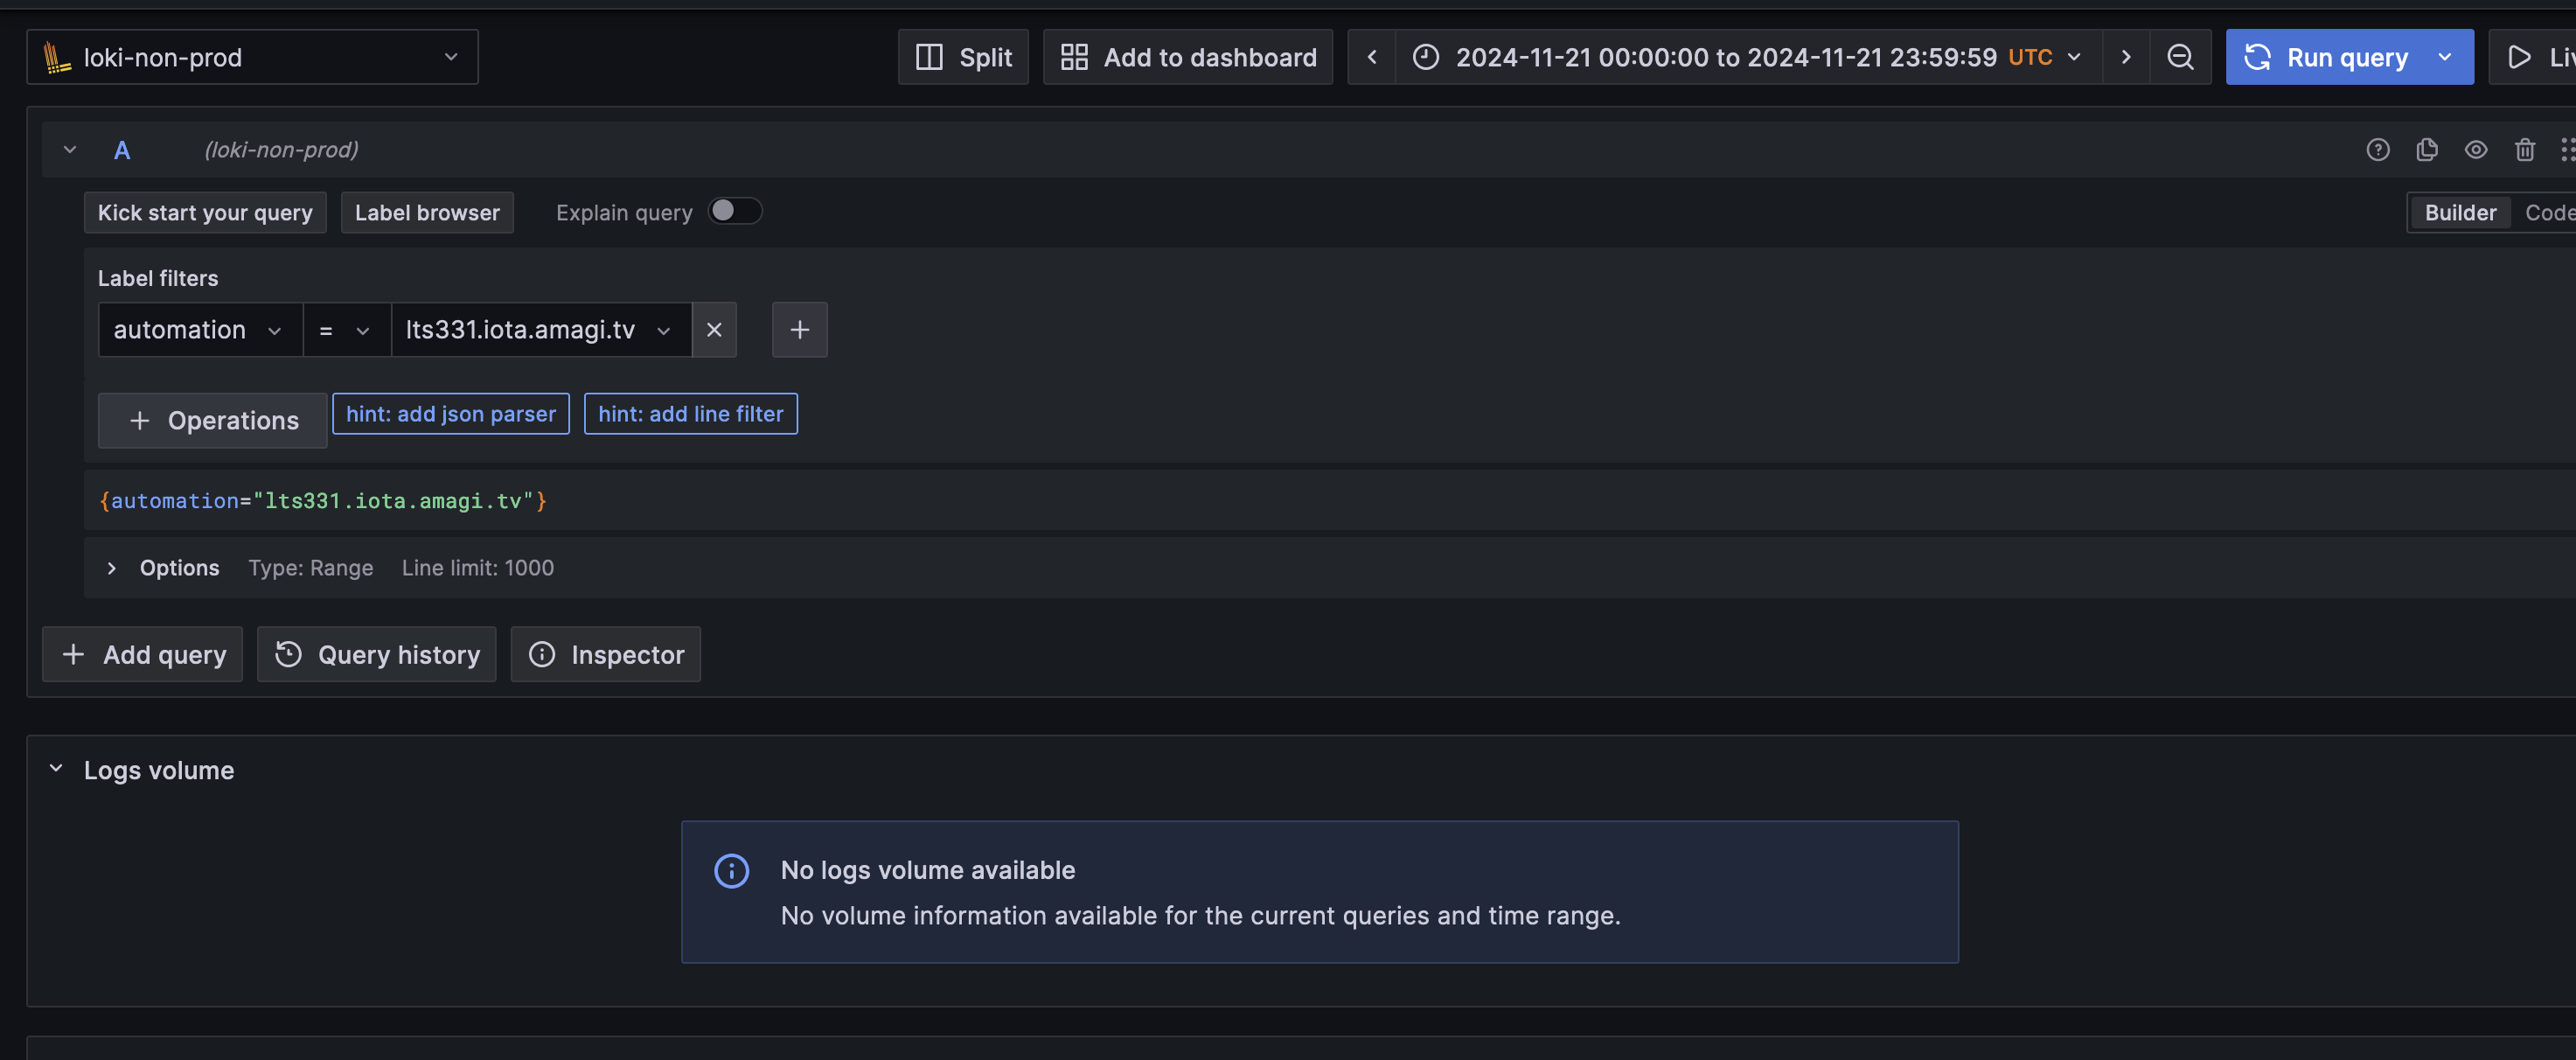 loki-non-prod
Split
Add to dashboard
2024-11-21 00:00:00 to 2024-11-21 23:59:59 UTC
Run query
A
(loki-non-prod)
Kick start your query
Label browser
Explain query
Builder
Code
Label filters
automation
=
lts331.iota.amagi.tv
Operations
hint: add json parser
hint: add line filter
{automation="lts331.iota.amagi.tv"}
Options
Type: Range
Line limit: 1000
Add query
Query history
Inspector
Logs volume
No logs volume available
No volume information available for the current queries and time range.